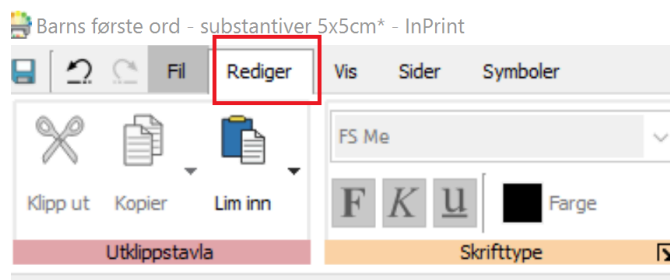 Barns første ord - substantiver 5x5cm* - InPrint
Fil Rediger Vis Sider Symboler
FS Me
Klipp ut Kopier Lim inn F K u Farge
Utklippstavla Skrifttype